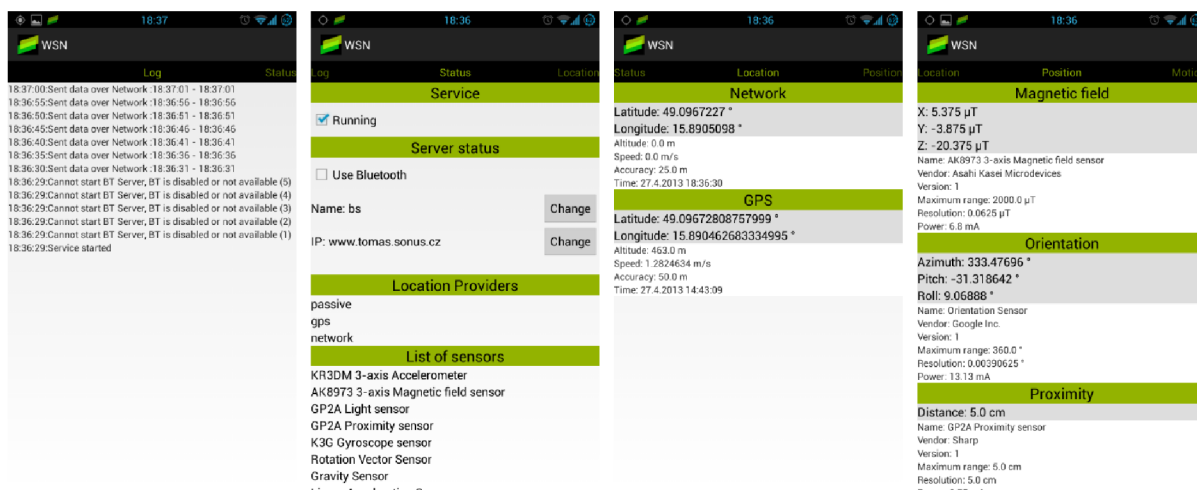 18:37
WSN
Log Status
18:37:00:Sent data over Network :18:37:01 - 18:37:01
18:36:55:Sent data over Network :18:36:56 - 18:36:56
18:36:50:Sent data over Network :18:36:51 - 18:36:51
18:36:45:Sent data over Network :18:36:46 - 18:36:46
18:36:40:Sent data over Network :18:36:41 - 18:36:41
18:36:35:Sent data over Network :18:36:36 - 18:36:36
18:36:30:Sent data over Network :18:36:31 - 18:36:31
18:36:29:Cannot start BT Server, BT is disabled or not available (5)
18:36:29:Cannot start BT Server, BT is disabled or not available (4)
18:36:29:Cannot start BT Server, BT is disabled or not available (3)
18:36:29:Cannot start BT Server, BT is disabled or not available (2)
18:36:29:Cannot start BT Server, BT is disabled or not available (1)
18:36:29:Service started
18:36
WSN
Log Status Location
Service
Running
Server status
Use Bluetooth
Name: bs Change
IP: www.tomas.sonus.cz Change
Location Providers
passive
gps
network
List of sensors
KR3DM 3-axis Accelerometer
AK8973 3-axis Magnetic field sensor
GP2A Light sensor
GP2A Proximity sensor
K3G Gyroscope sensor
Rotation Vector Sensor
Gravity Sensor
18:36
WSN
Status Location Position
Network
Latitude: 49.0967227 °
Longitude: 15.8905098 °
Altitude: 0.0 m
Speed: 0.0 m/s
Accuracy: 25.0 m
Time: 27.4.2013 18:36:30
GPS
Latitude: 49.09672808757999 °
Longitude: 15.890462683334995 °
Altitude: 463.0 m
Speed: 1.2824634 m/s
Accuracy: 50.0 m
Time: 27.4.2013 14:43:09
18:36
WSN
Location Position Motio
Magnetic field
X: 5.375 µT
Y: -3.875 µT
Z: -20.375 µT
Name: AK8973 3-axis Magnetic field sensor
Vendor: Asahi Kasei Microdevices
Version: 1
Maximum range: 2000.0 µT
Resolution: 0.0625 µT
Power: 6.8 mA
Orientation
Azimuth: 333.47696 °
Pitch: -31.318642 °
Roll: 9.06888 °
Name: Orientation Sensor
Vendor: Google Inc.
Version: 1
Maximum range: 360.0 °
Resolution: 0.00390625 °
Power: 13.13 mA
Proximity
Distance: 5.0 cm
Name: GP2A Proximity sensor
Vendor: Sharp
Version: 1
Maximum range: 5.0 cm
Resolution: 5.0 cm